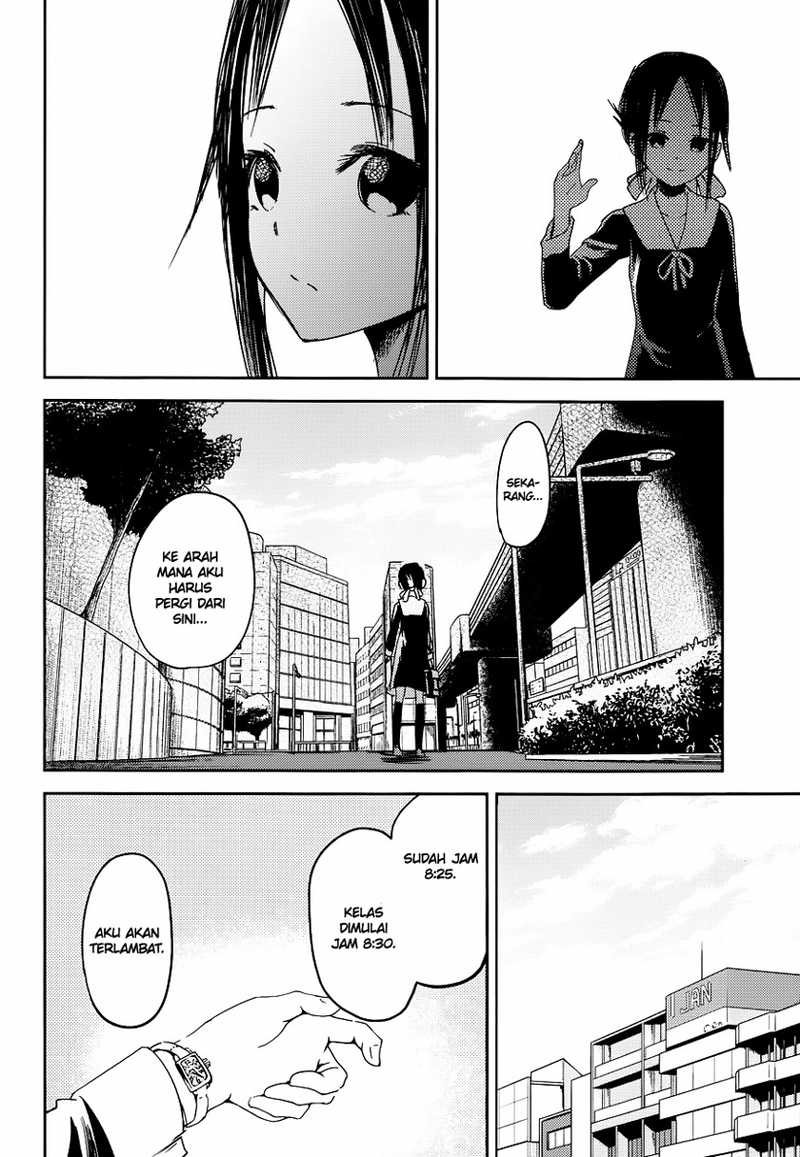 SEKA-
RANG...
KE ARAH
MANA AKU
HARUS
PERGI DARI
SINI...
SUDAH JAM
8:25.
KELAS
DIMULAI
JAM 8:30.
AKU AKAN
TERLAMBAT.
JAN